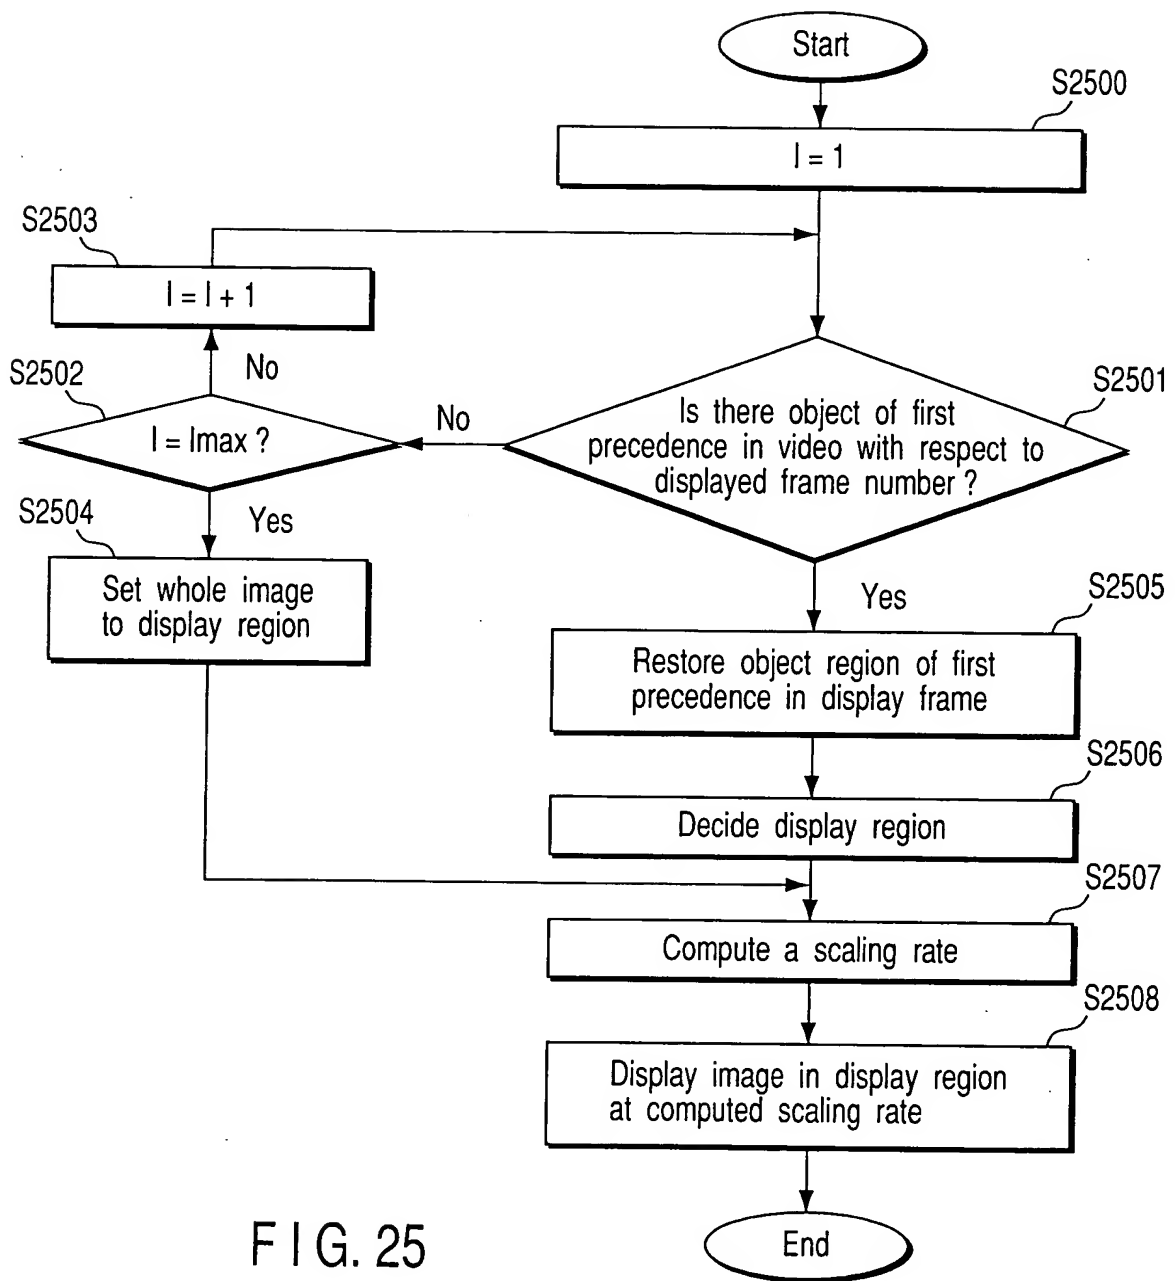 Start
S2500
I = 1
S2503
I = I + 1
No
S2502
I = Imax ?
No
S2501
Is there object of first
precedence in video with respect to
displayed frame number ?
Yes
S2504
Set whole image
to display region
Yes
S2505
Restore object region of first
precedence in display frame
S2506
Decide display region
S2507
Compute a scaling rate
S2508
Display image in display region
at computed scaling rate
End
FIG. 25